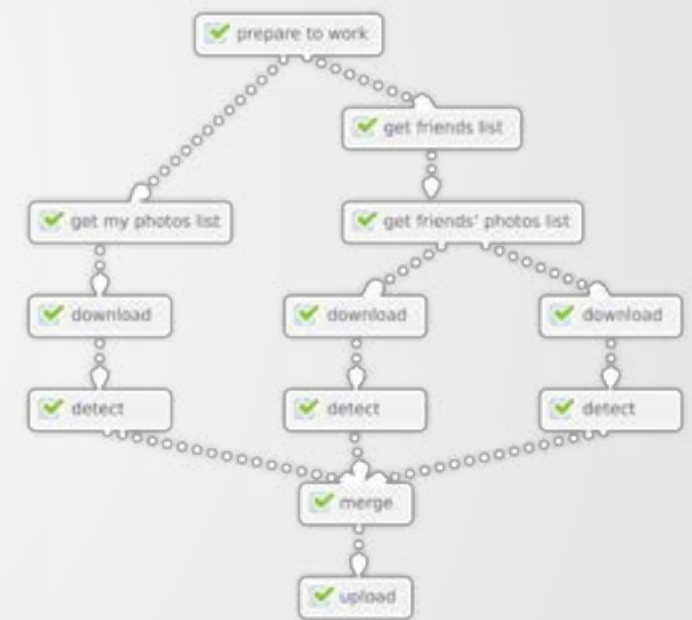 prepare to work
get friends list
get my photos list
get friends' photos list
download
download
download
detect
detect
detect
merge
upload